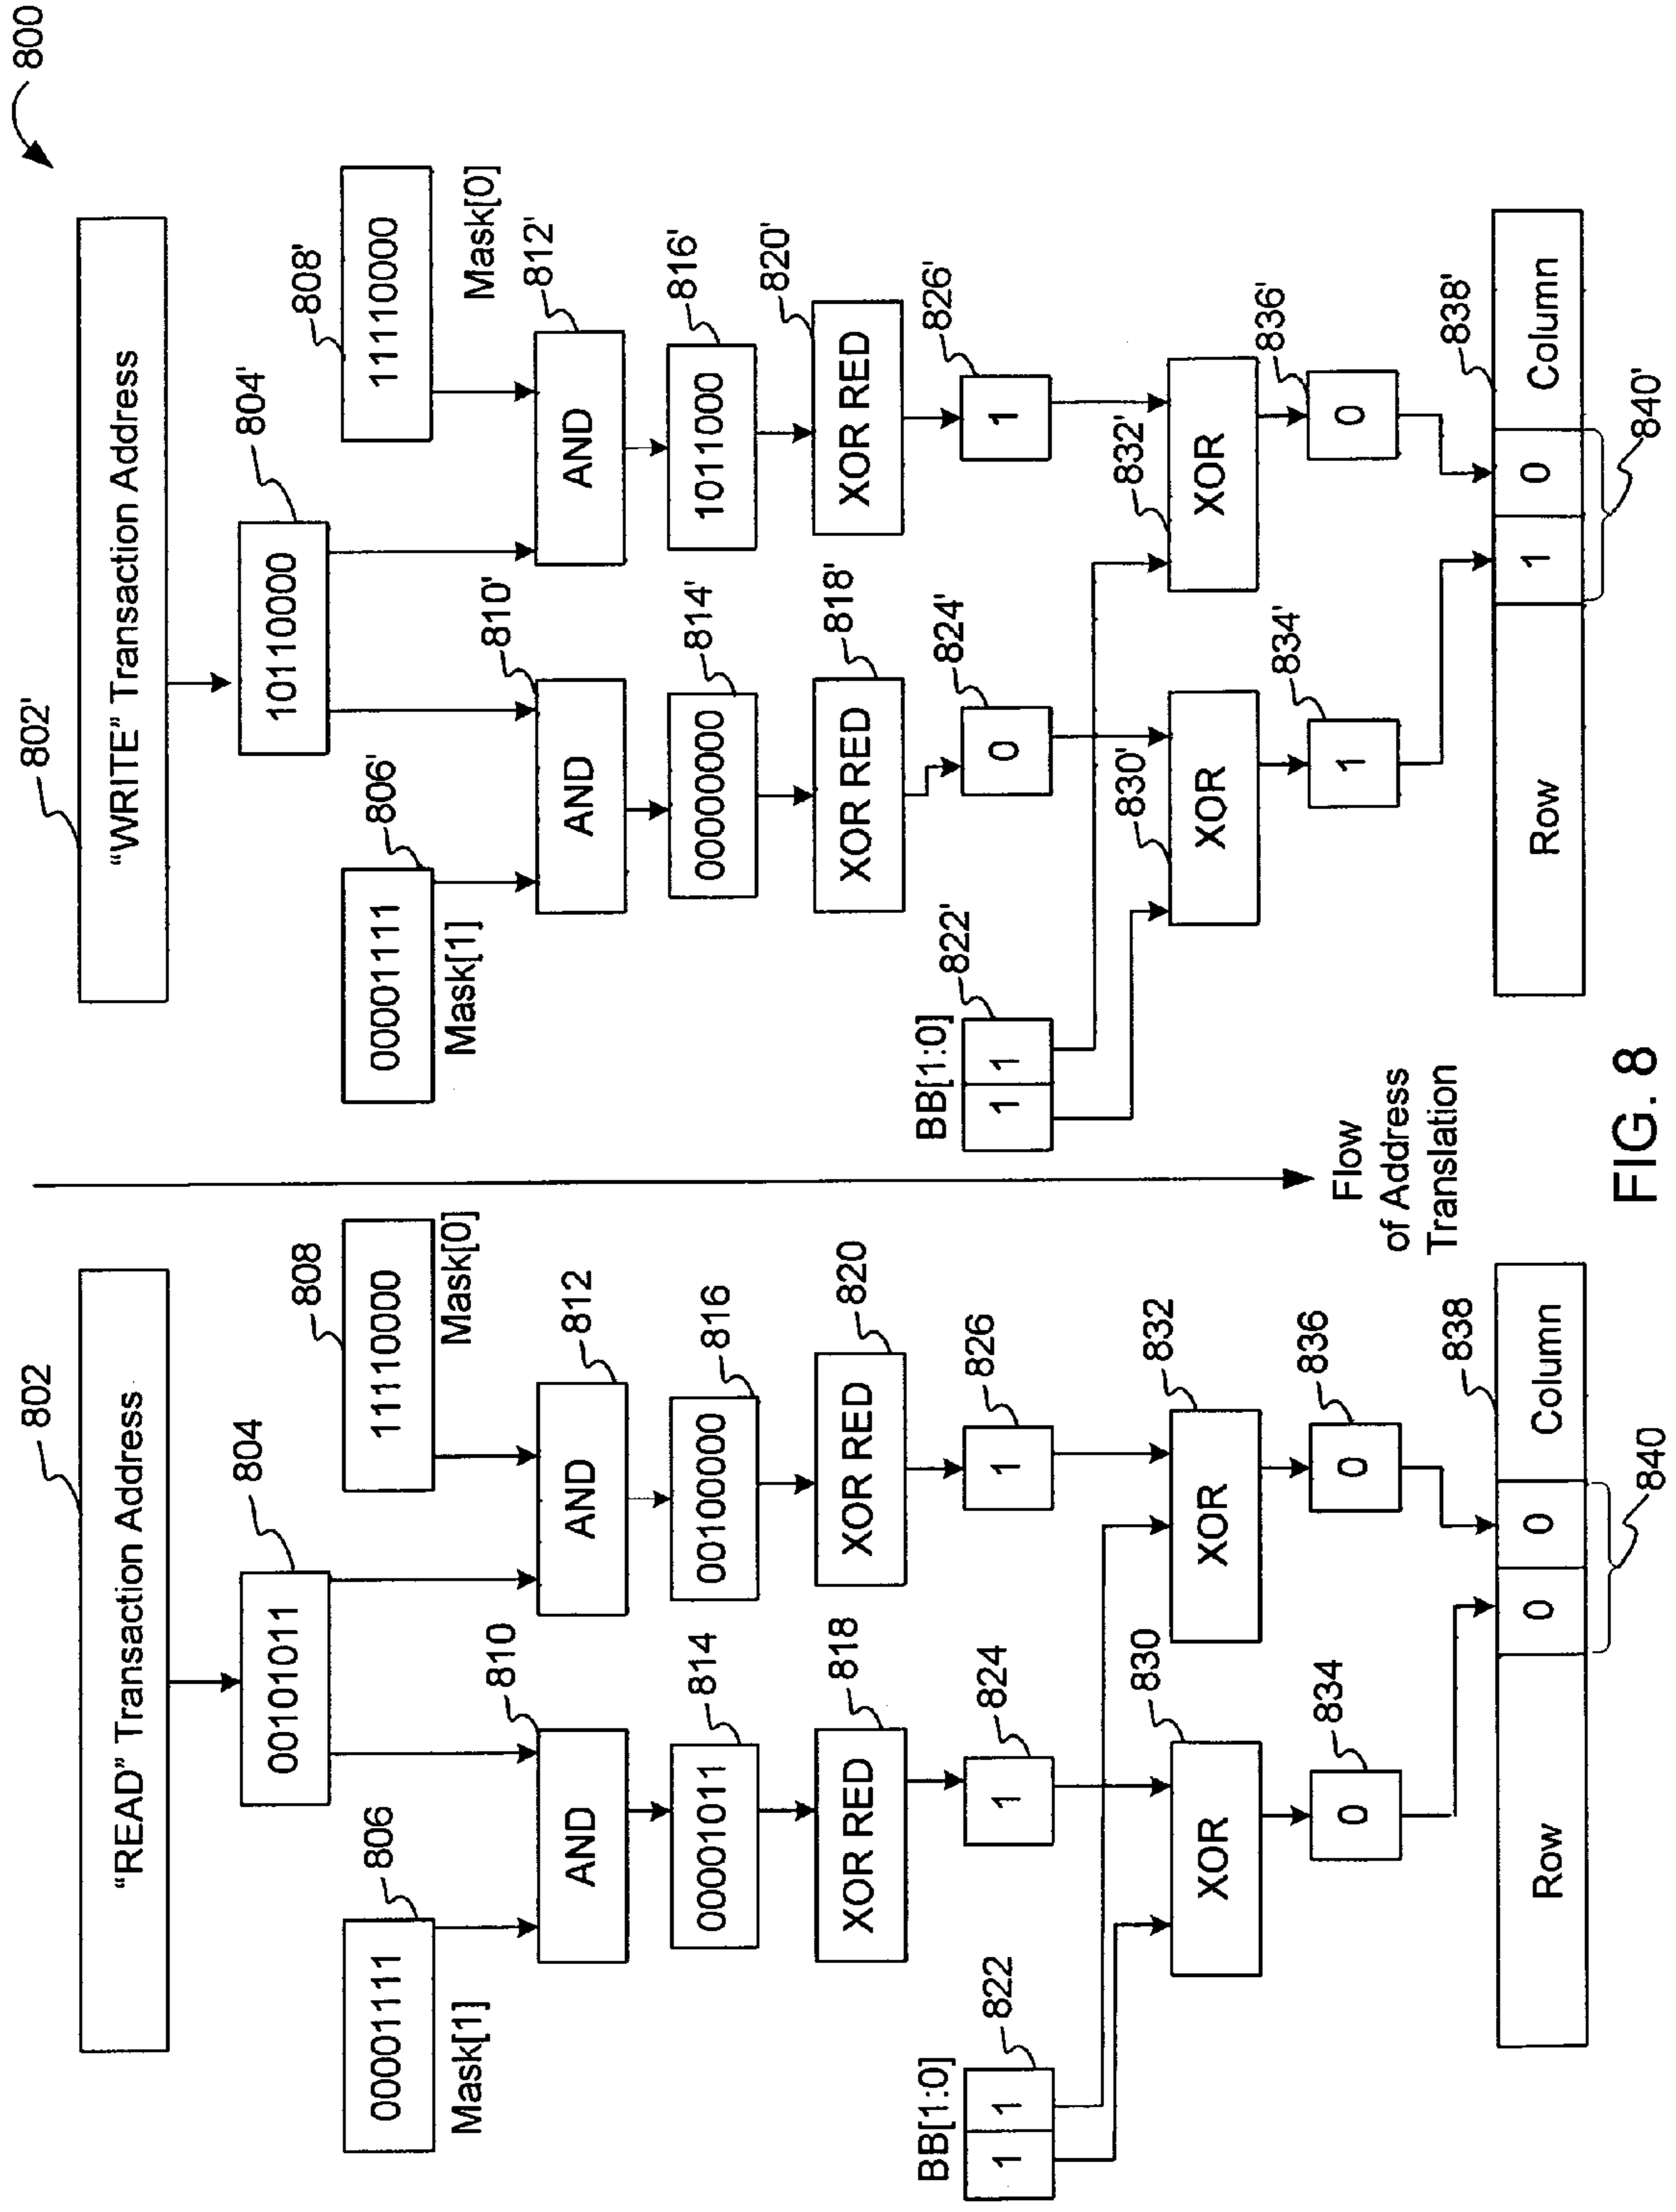 800
802
"READ" Transaction Address
804
00101011
806
00001111
Mask[1]
808
11110000
Mask[0]
810
AND
812
AND
814
00001011
816
00100000
818
XOR RED
820
XOR RED
BB[1:0]
822
1 1
824
1
826
1
830
XOR
832
XOR
834
0
836
0
838
Row 0 0 Column
840
Flow
of Address
Translation
802'
"WRITE" Transaction Address
804'
10110000
806'
00001111
Mask[1]
808'
11110000
Mask[0]
810'
AND
812'
AND
814'
00000000
816'
1011000
818'
XOR RED
820'
XOR RED
BB[1:0]
822'
1 1
824'
0
826'
1
830'
XOR
832'
XOR
834'
1
836'
0
838'
Row 1 0 Column
840'
FIG. 8